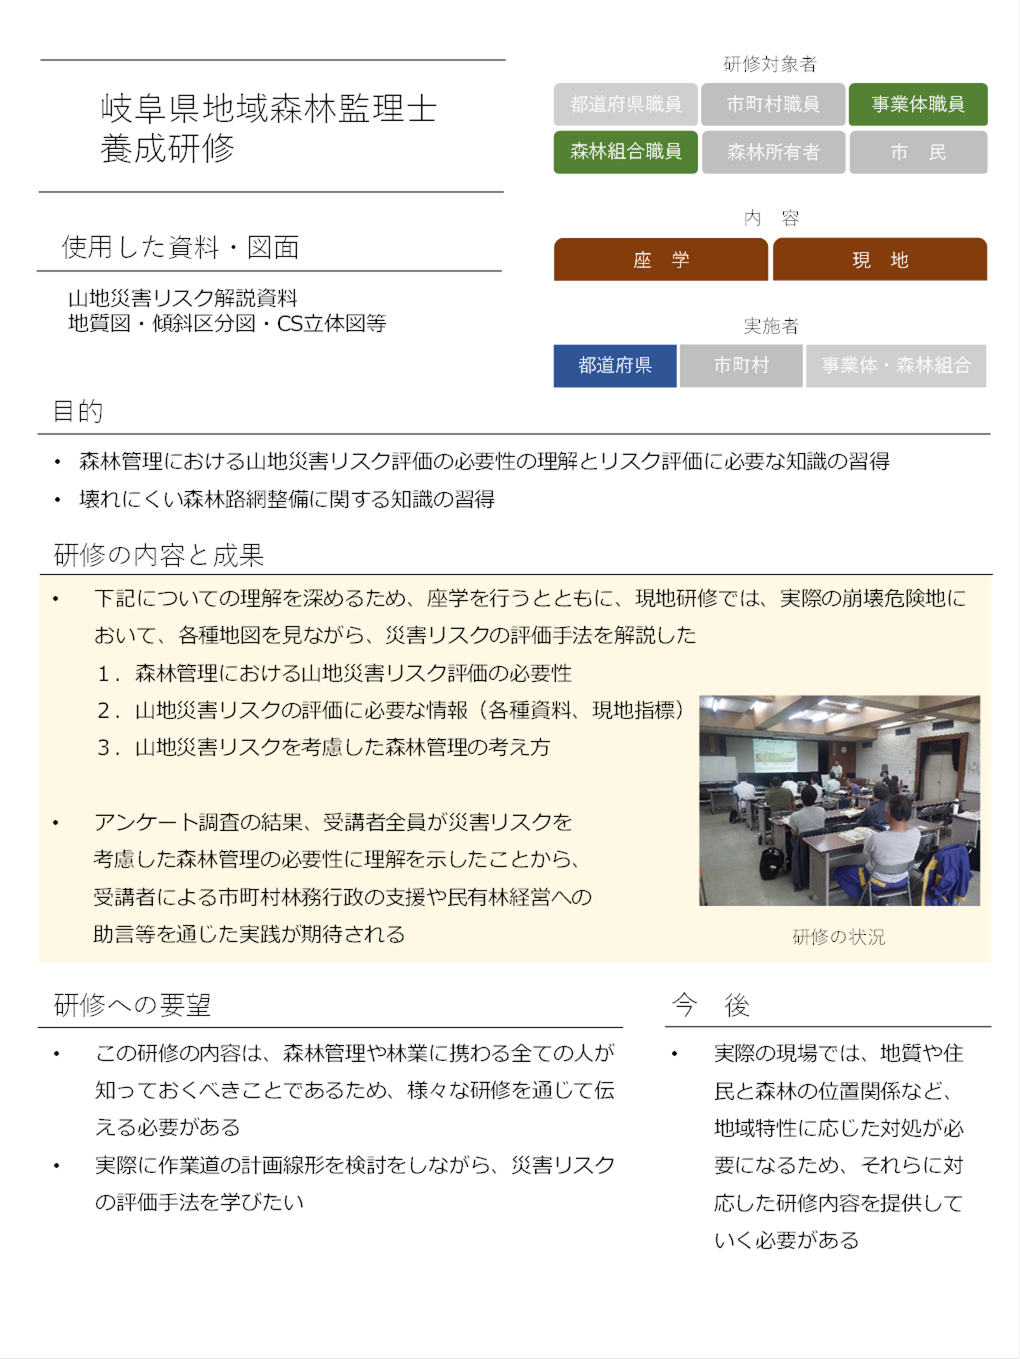 岐阜県地域森林監理士
養成研修
研修対象者
都道府県職員
市町村職員
事業体職員
森林組合職員
森林所有者
市　民
内　容
座　学
現　地
実施者
都道府県
市町村
事業体・森林組合
使用した資料・図面
山地災害リスク解説資料
地質図・傾斜区分図・CS立体図等
目的
• 森林管理における山地災害リスク評価の必要性の理解とリスク評価に必要な知識の習得
• 壊れにくい森林路網整備に関する知識の習得
研修の内容と成果
• 下記についての理解を深めるため、座学を行うとともに、現地研修では、実際の崩壊危険地に
おいて、各種地図を見ながら、災害リスクの評価手法を解説した
１．森林管理における山地災害リスク評価の必要性
２．山地災害リスクの評価に必要な情報（各種資料、現地指標）
３．山地災害リスクを考慮した森林管理の考え方
• アンケート調査の結果、受講者全員が災害リスクを
考慮した森林管理の必要性に理解を示したことから、
受講者による市町村林務行政の支援や民有林経営への
助言等を通じた実践が期待される
研修の状況
研修への要望
• この研修の内容は、森林管理や林業に携わる全ての人が
知っておくべきことであるため、様々な研修を通じて伝
える必要がある
• 実際に作業道の計画線形を検討をしながら、災害リスク
の評価手法を学びたい
今　後
• 実際の現場では、地質や住
民と森林の位置関係など、
地域特性に応じた対処が必
要になるため、それらに対
応した研修内容を提供して
いく必要がある